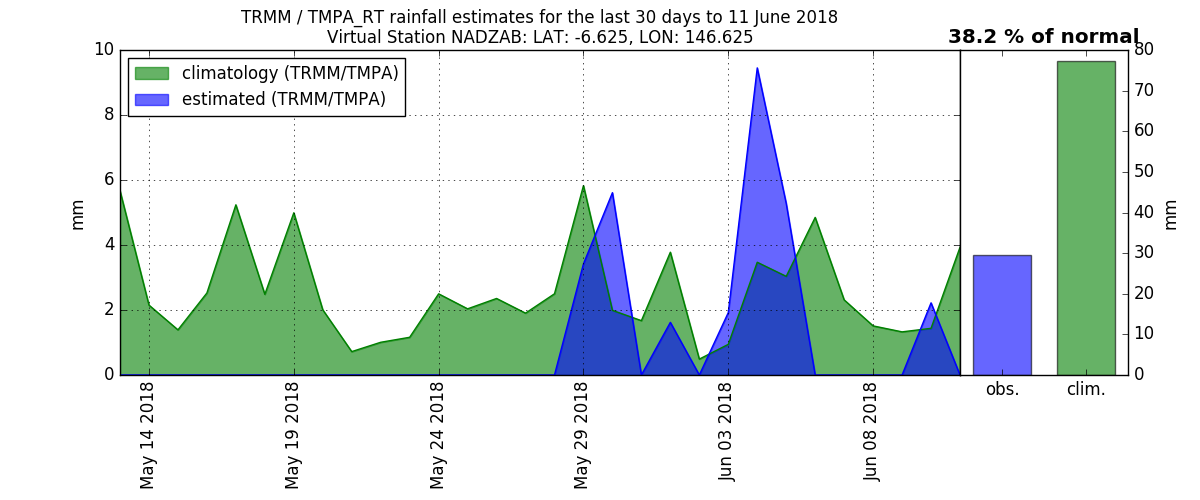 TRMM / TMPA_RT rainfall estimates for the last 30 days to 11 June 2018
Virtual Station NADZAB: LAT: -6.625, LON: 146.625
38.2 % of normal
climatology (TRMM/TMPA)
estimated (TRMM/TMPA)
10
8
6
4
2
0
mm
80
70
60
50
40
30
20
10
0
mm
obs.
clim.
May 14 2018
May 19 2018
May 24 2018
May 29 2018
Jun 03 2018
Jun 08 2018